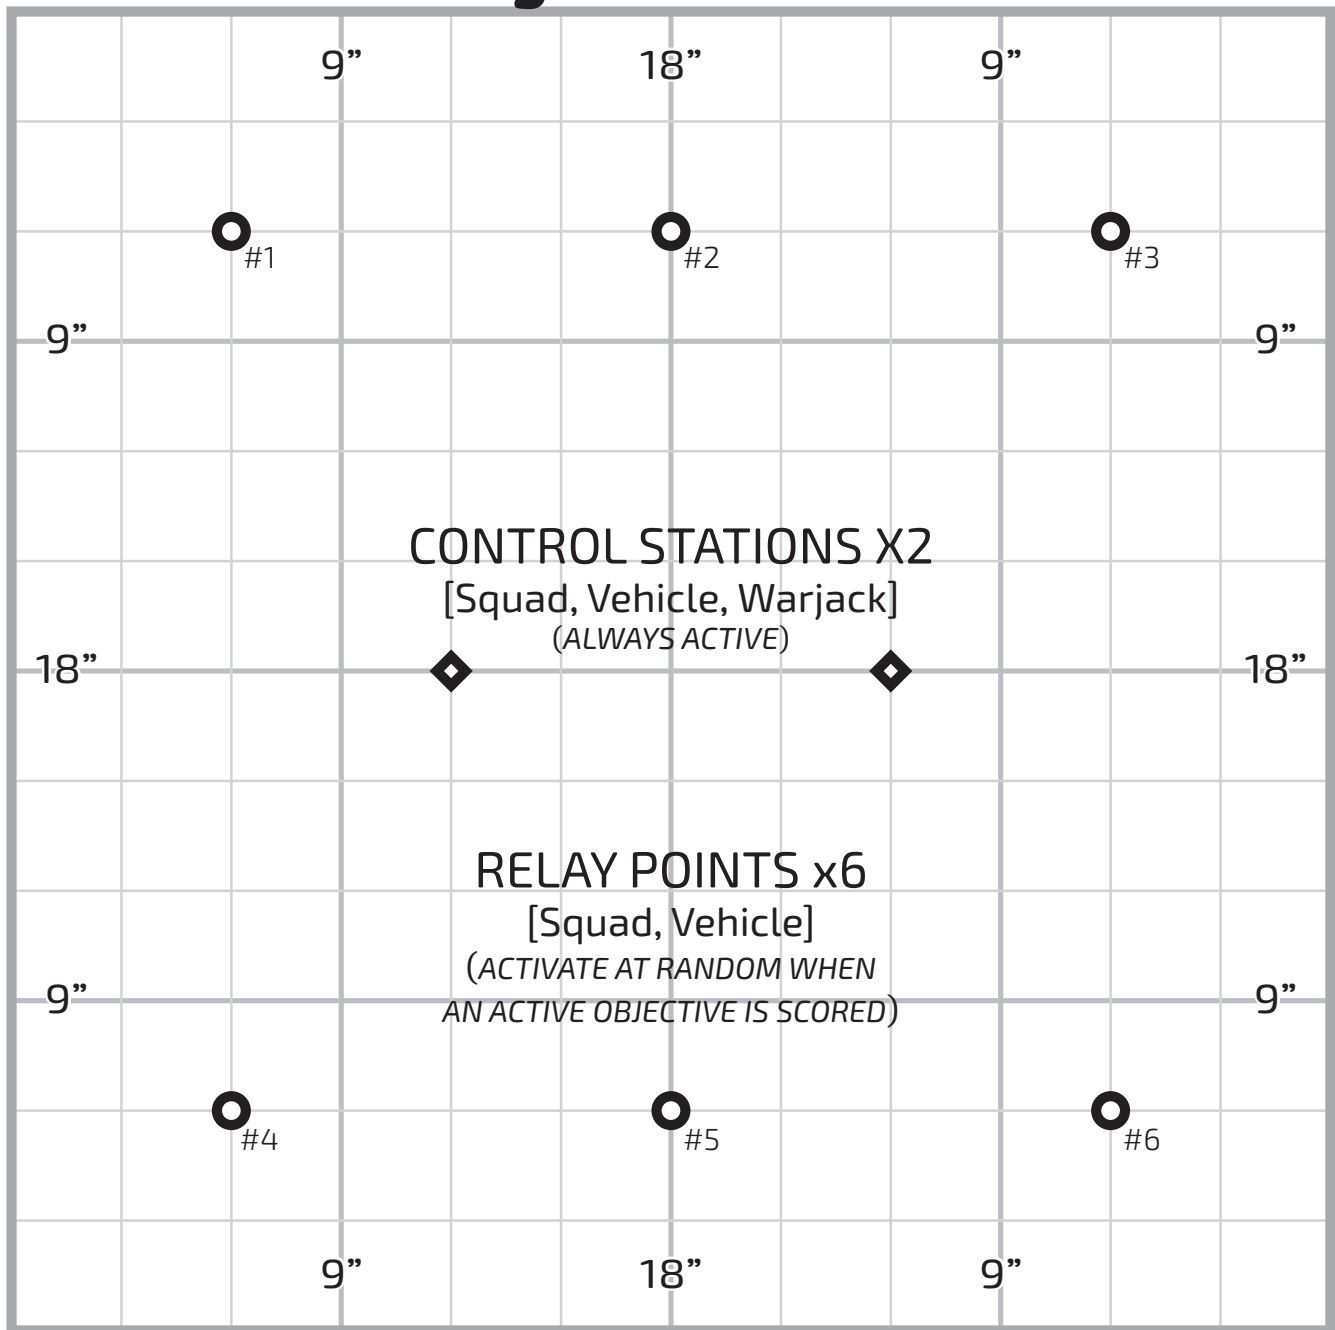 9” 18” 9”
#1 #2 #3
9” 9”
CONTROL STATIONS X2
[Squad, Vehicle, Warjack]
(ALWAYS ACTIVE)
18” 18”
RELAY POINTS x6
[Squad, Vehicle]
(ACTIVATE AT RANDOM WHEN
9” 9”
AN ACTIVE OBJECTIVE IS SCORED)
#4 #5 #6
9” 18” 9”